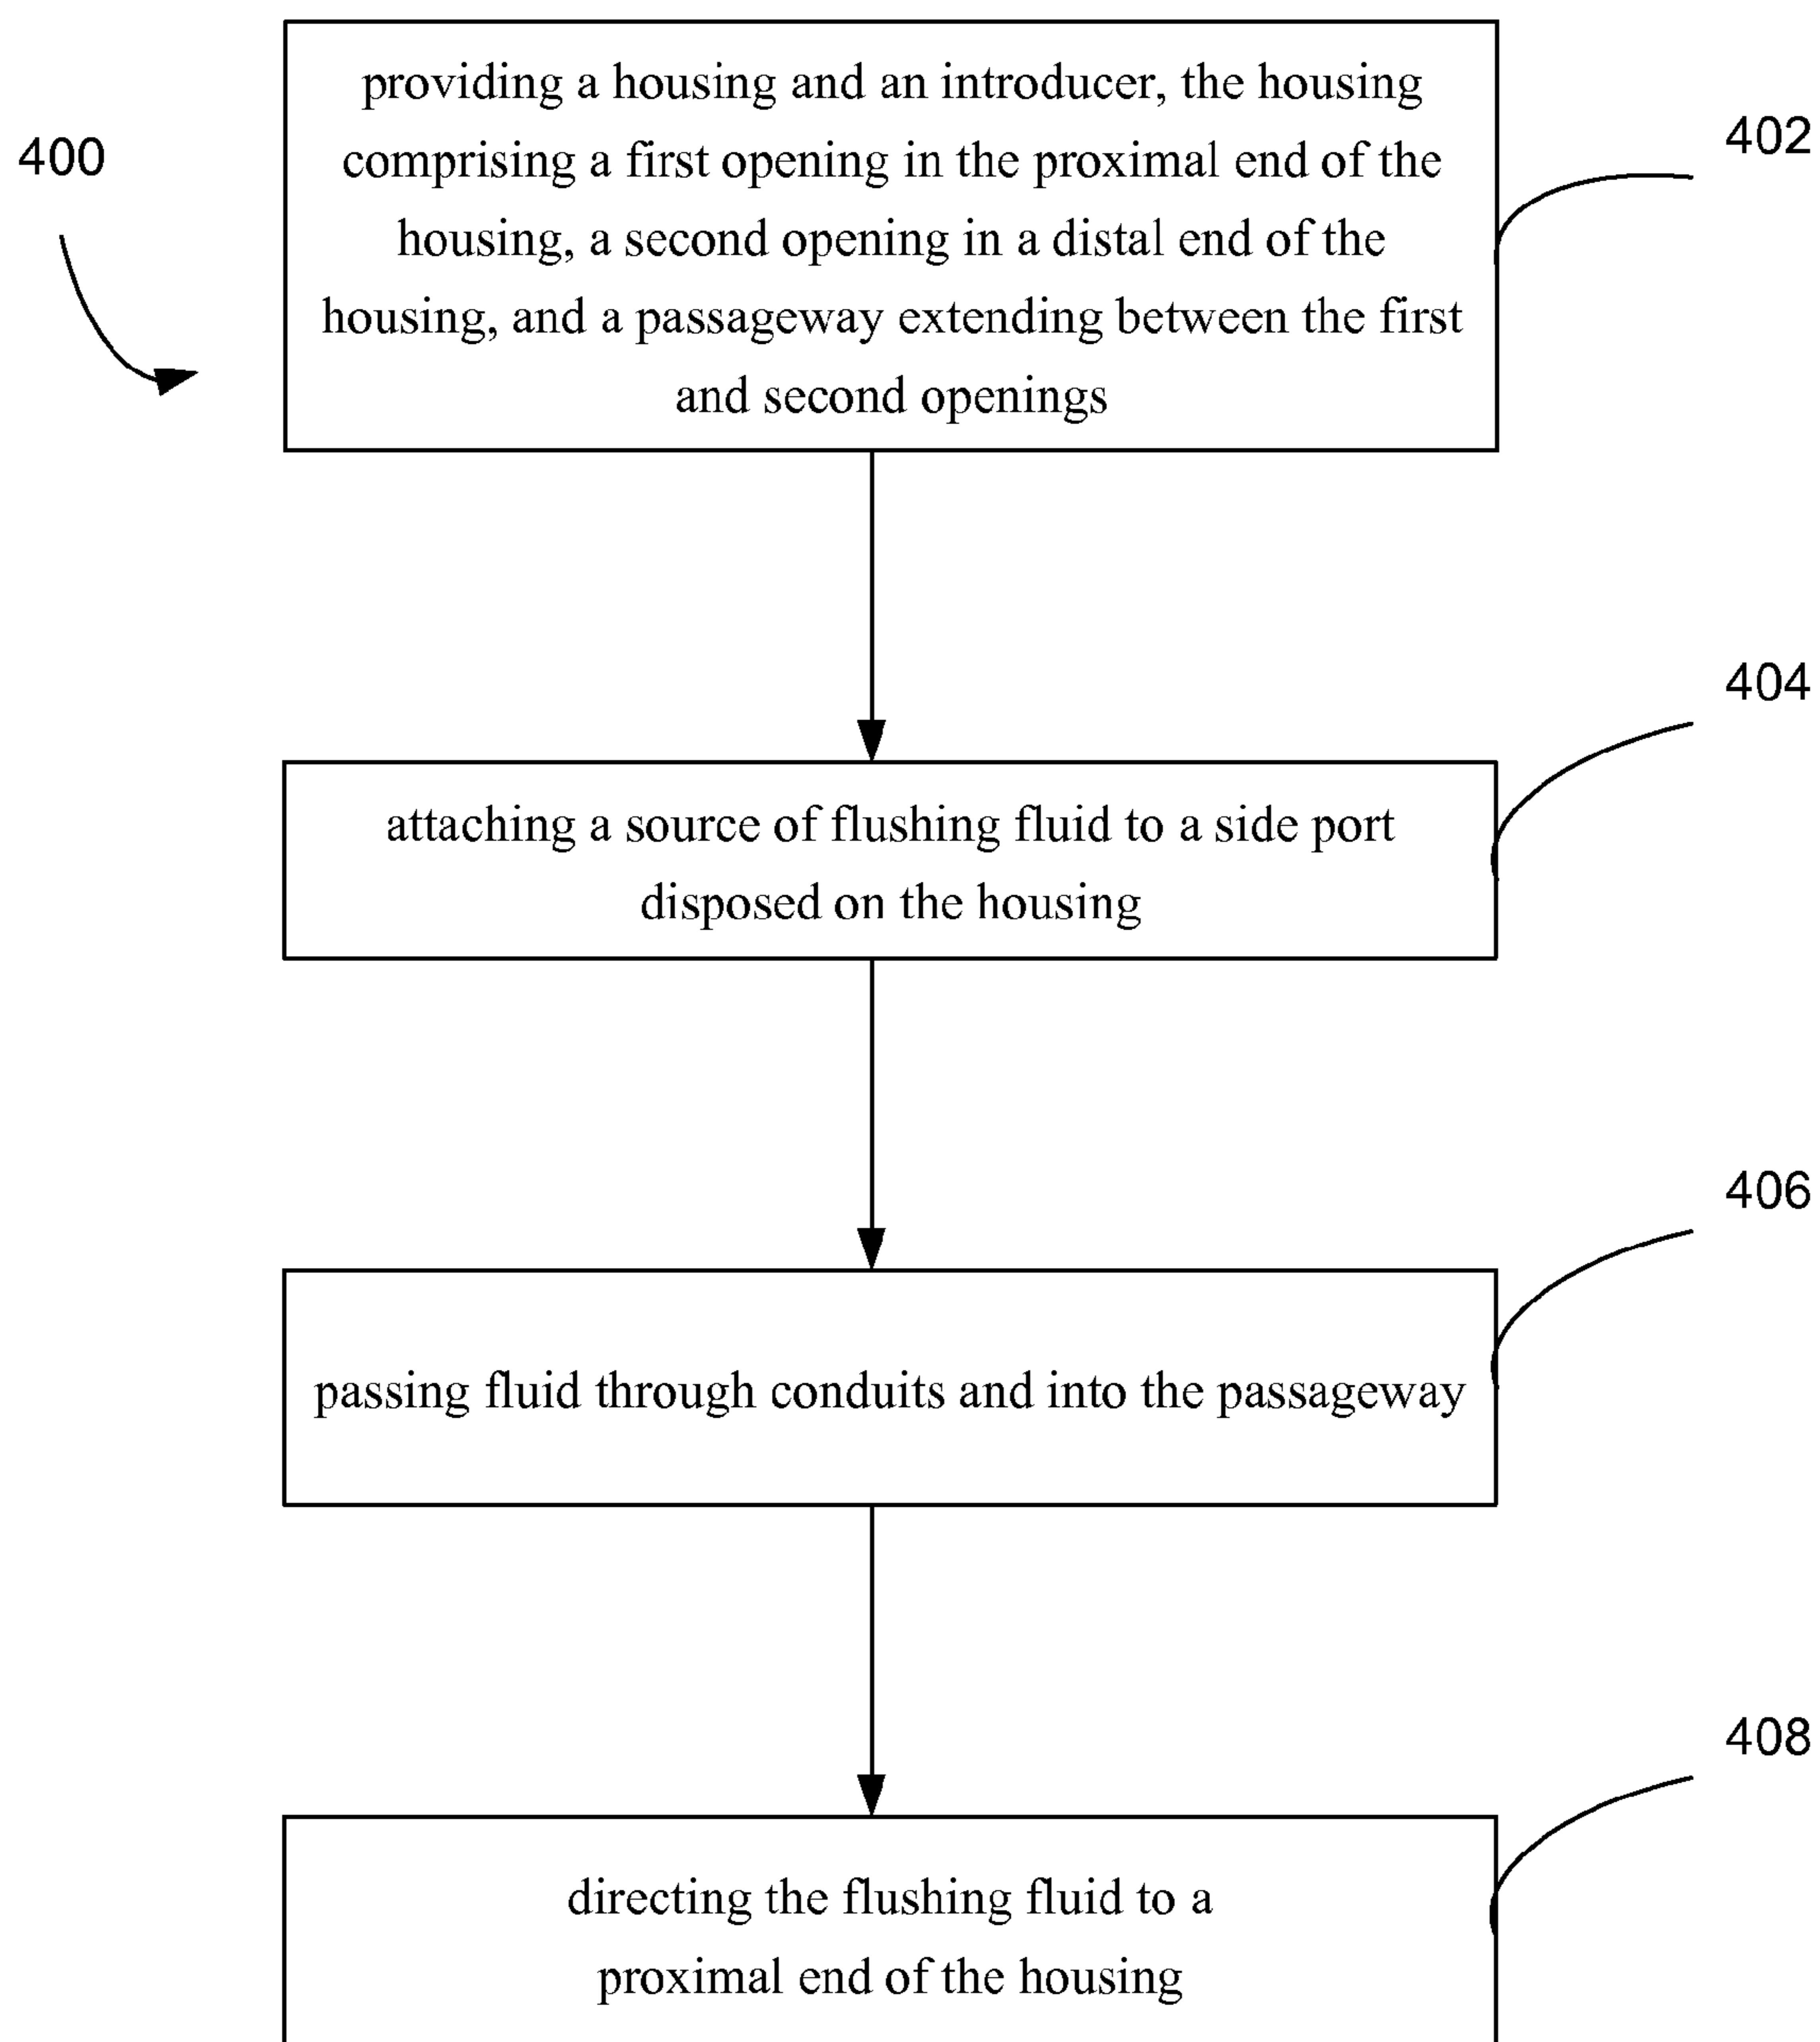 400
providing a housing and an introducer, the housing
comprising a first opening in the proximal end of the
housing, a second opening in a distal end of the
housing, and a passageway extending between the first
and second openings
402
attaching a source of flushing fluid to a side port
disposed on the housing
404
passing fluid through conduits and into the passageway
406
directing the flushing fluid to a
proximal end of the housing
408